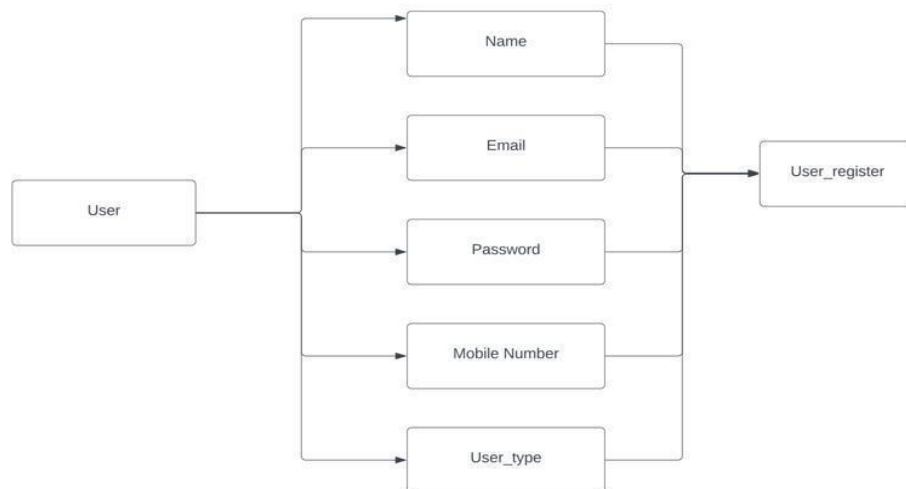 Name
Email
User_register
User
Password
Mobile Number
User_type